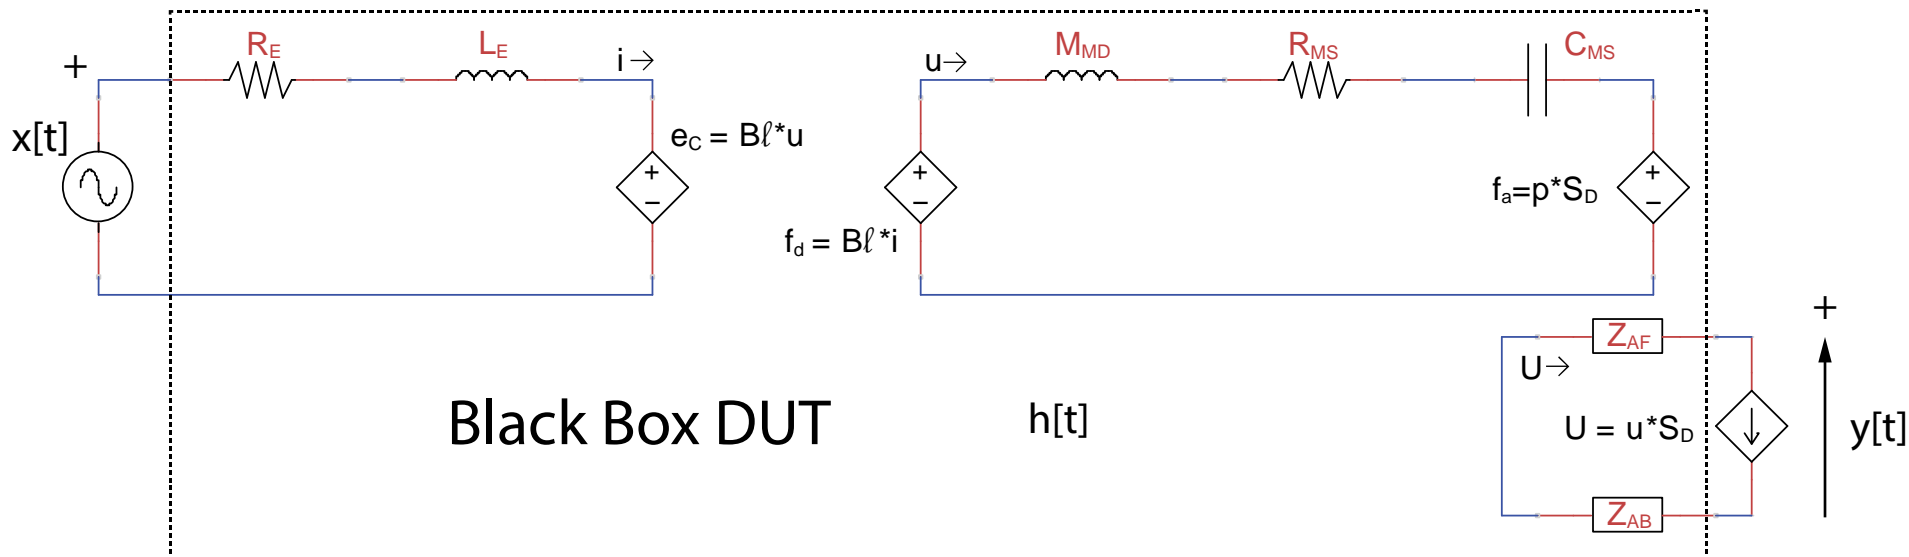 +
R_E
L_E
i→
x[t]
e_C = Bℓ*u
+
−
u→
M_MD
R_MS
C_MS
+
−
f_d = Bℓ*i
f_a=p*S_D
+
−
Z_AF
+
U→
Black Box DUT
h[t]
U = u*S_D
y[t]
Z_AB